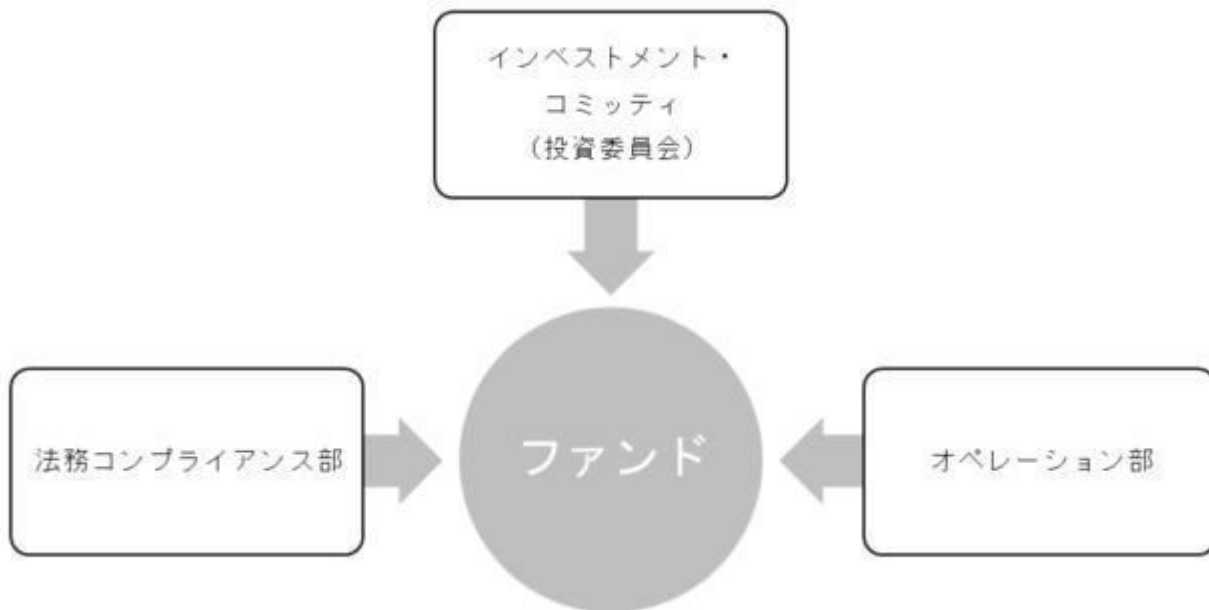 インベストメント・
コミッティ
（投資委員会）
法務コンプライアンス部
ファンド
オペレーション部